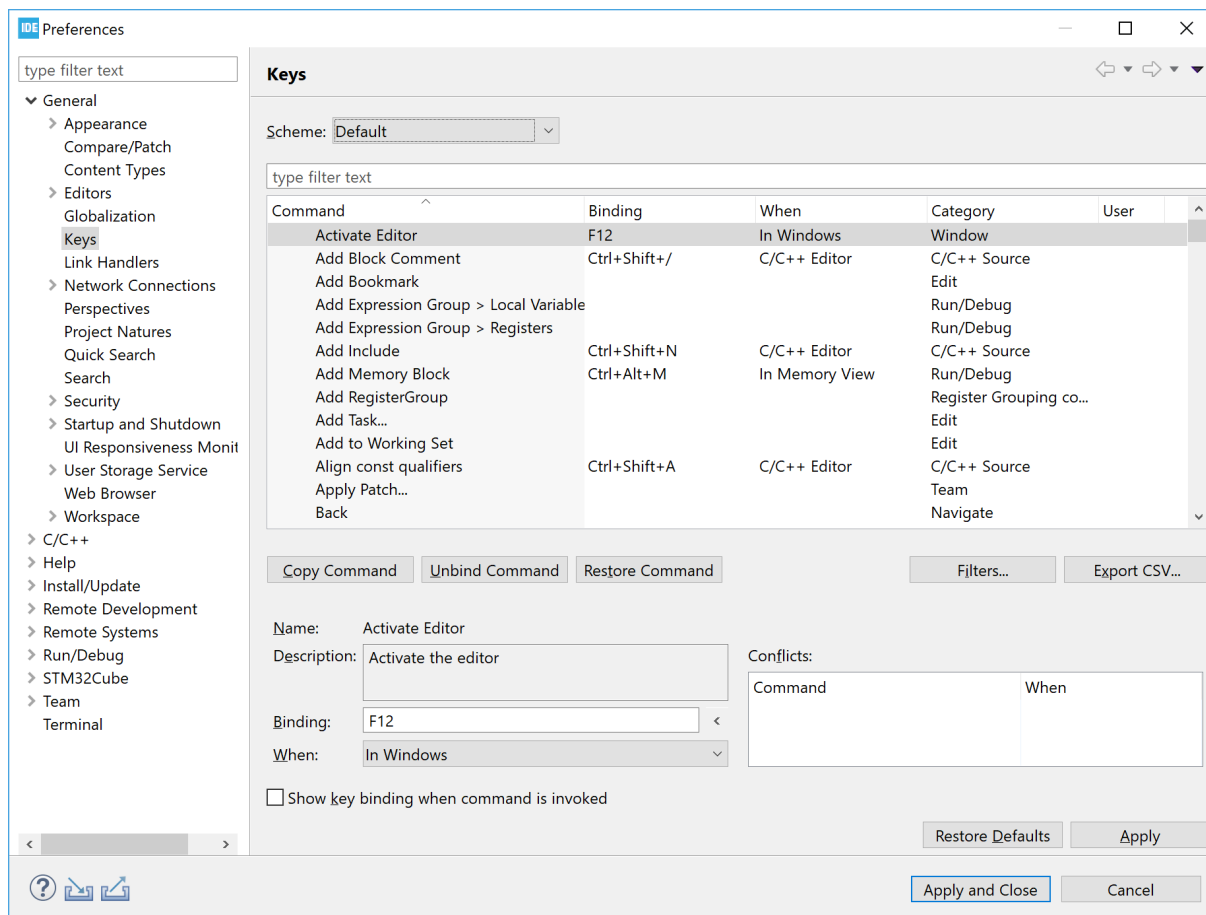 IDE Preferences
type filter text
General
Appearance
Compare/Patch
Content Types
Editors
Globalization
Keys
Link Handlers
Network Connections
Perspectives
Project Natures
Quick Search
Search
Security
Startup and Shutdown
UI Responsiveness Monit
User Storage Service
Web Browser
Workspace
C/C++
Help
Install/Update
Remote Development
Remote Systems
Run/Debug
STM32Cube
Team
Terminal
Keys
Scheme: Default
type filter text
Command Binding When Category User
Activate Editor F12 In Windows Window
Add Block Comment Ctrl+Shift+/ C/C++ Editor C/C++ Source
Add Bookmark Edit
Add Expression Group > Local Variable Run/Debug
Add Expression Group > Registers Run/Debug
Add Include Ctrl+Shift+N C/C++ Editor C/C++ Source
Add Memory Block Ctrl+Alt+M In Memory View Run/Debug
Add RegisterGroup Register Grouping co...
Add Task... Edit
Add to Working Set Edit
Align const qualifiers Ctrl+Shift+A C/C++ Editor C/C++ Source
Apply Patch... Team
Back Navigate
Copy Command Unbind Command Restore Command Filters... Export CSV...
Name: Activate Editor
Description: Activate the editor
Binding: F12
When: In Windows
Conflicts:
Command When
Show key binding when command is invoked
Restore Defaults Apply
? Apply and Close Cancel